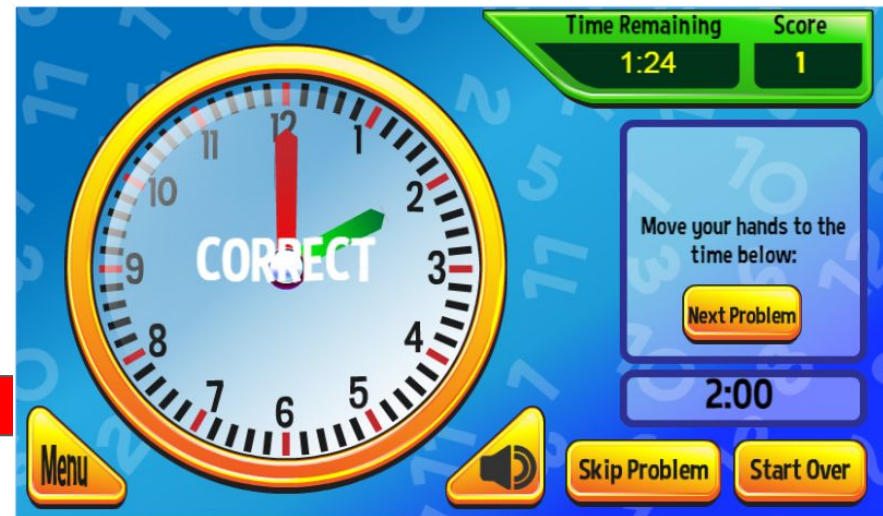 Time Remaining Score
1:24 1
12
11 1
10 2
CORRECT
9 3
8 4
7 5
6
Move your hands to the
time below:
Next Problem
2:00
Menu
Skip Problem Start Over